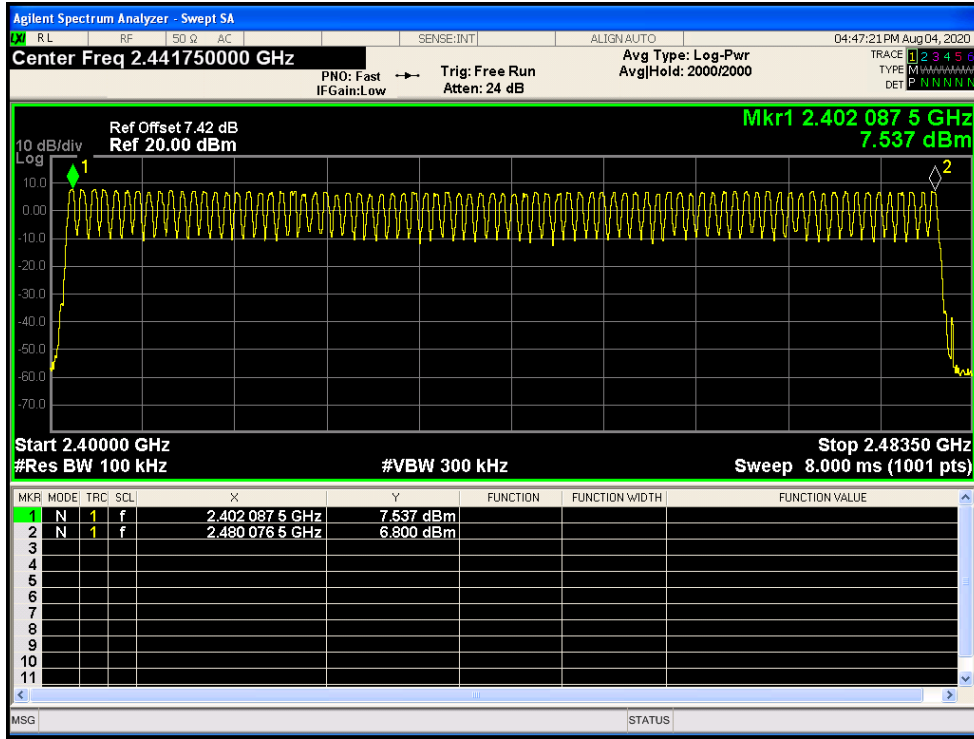 Agilent Spectrum Analyzer - Swept SA
LXI RL RF 50 Ω AC SENSE:INT ALIGN AUTO 04:47:21 PM Aug 04, 2020
Center Freq 2.441750000 GHz Avg Type: Log-Pwr TRACE 1 2 3 4 5 6
PNO: Fast Trig: Free Run Avg|Hold: 2000/2000 TYPE MWWWWW
IFGain:Low Atten: 24 dB DET P N N N N N
Mkr1 2.402 087 5 GHz
Ref Offset 7.42 dB 7.537 dBm
10 dB/div Ref 20.00 dBm
Log
1 2
10.0
0.00
-10.0
-20.0
-30.0
-50.0
-60.0
-70.0
Start 2.40000 GHz Stop 2.48350 GHz
#Res BW 100 kHz #VBW 300 kHz Sweep 8.000 ms (1001 pts)
MKR MODE TRC SCL X Y FUNCTION FUNCTION WIDTH FUNCTION VALUE
1 N 1 f 2.402 087 5 GHz 7.537 dBm
2 N 1 f 2.480 076 5 GHz 6.800 dBm
3
4
5
6
7
8
9
10
11
MSG STATUS